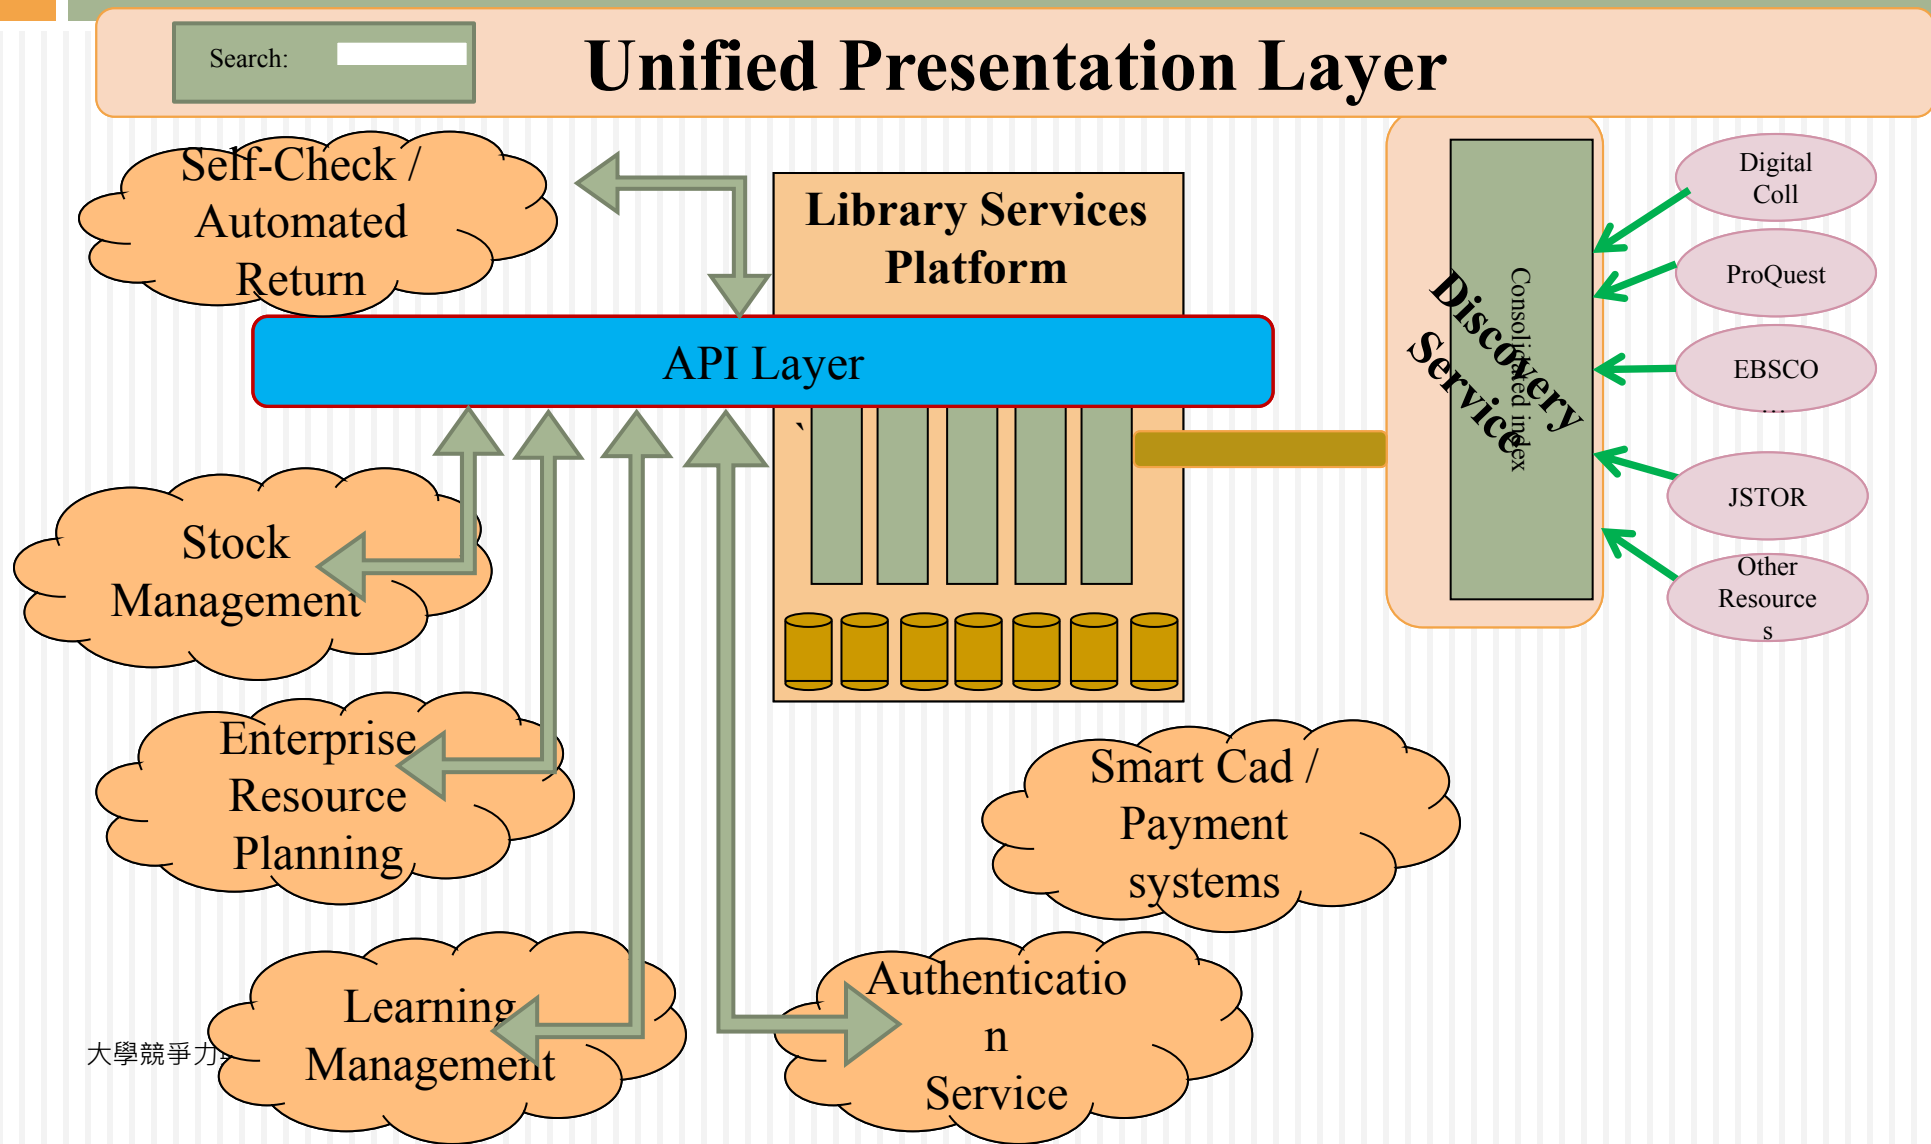 Search:
Unified Presentation Layer
Self-Check /
Automated
Return
Library Services
Platform
API Layer
`
Stock
Management
Enterprise
Resource
Planning
Learning
Management
Authenticatio
n
Service
Smart Cad /
Payment
systems
Discovery
Service
Consolidated index
Digital
Coll
ProQuest
EBSCO
...
JSTOR
Other
Resource
s
大學競爭力